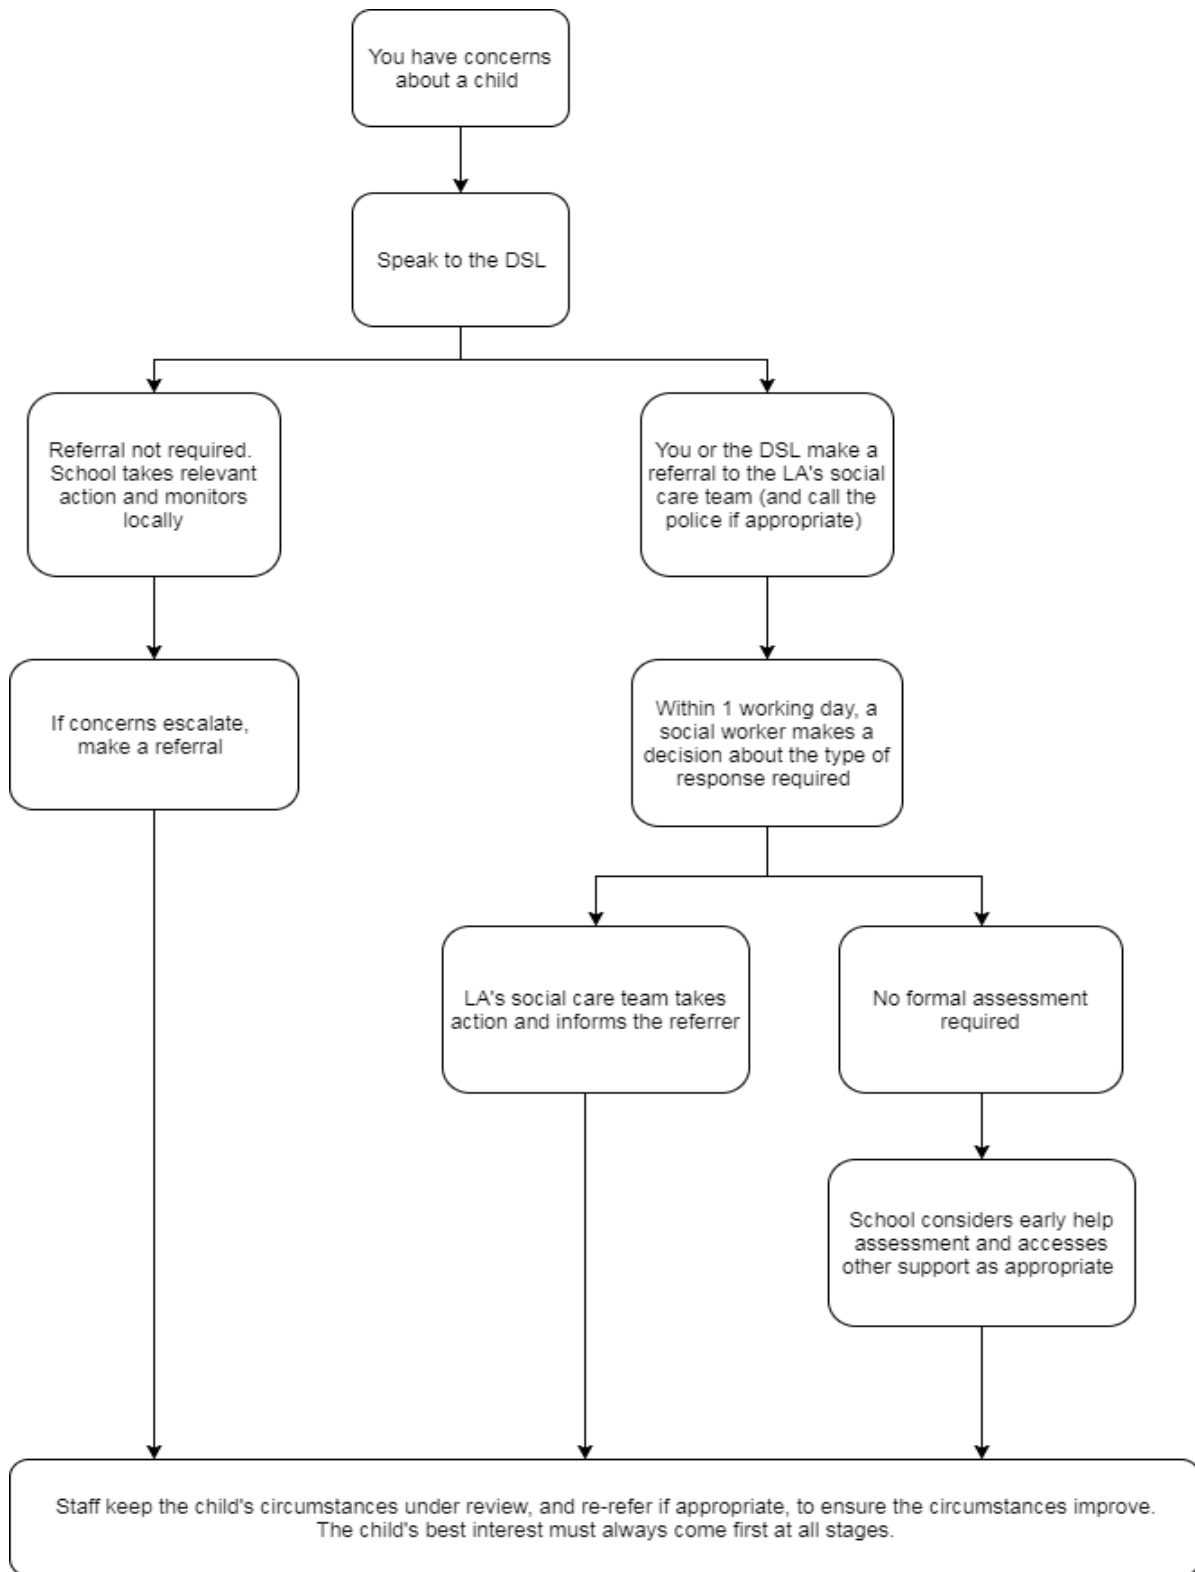 You have concerns
about a child
Speak to the DSL
Referral not required.
School takes relevant
action and monitors
locally
You or the DSL make a
referral to the LA's social
care team (and call the
police if appropriate)
If concerns escalate,
make a referral
Within 1 working day, a
social worker makes a
decision about the type of
response required
LA's social care team takes
action and informs the referrer
No formal assessment
required
School considers early help
assessment and accesses
other support as appropriate
Staff keep the child's circumstances under review, and re-refer if appropriate, to ensure the circumstances improve.
The child's best interest must always come first at all stages.